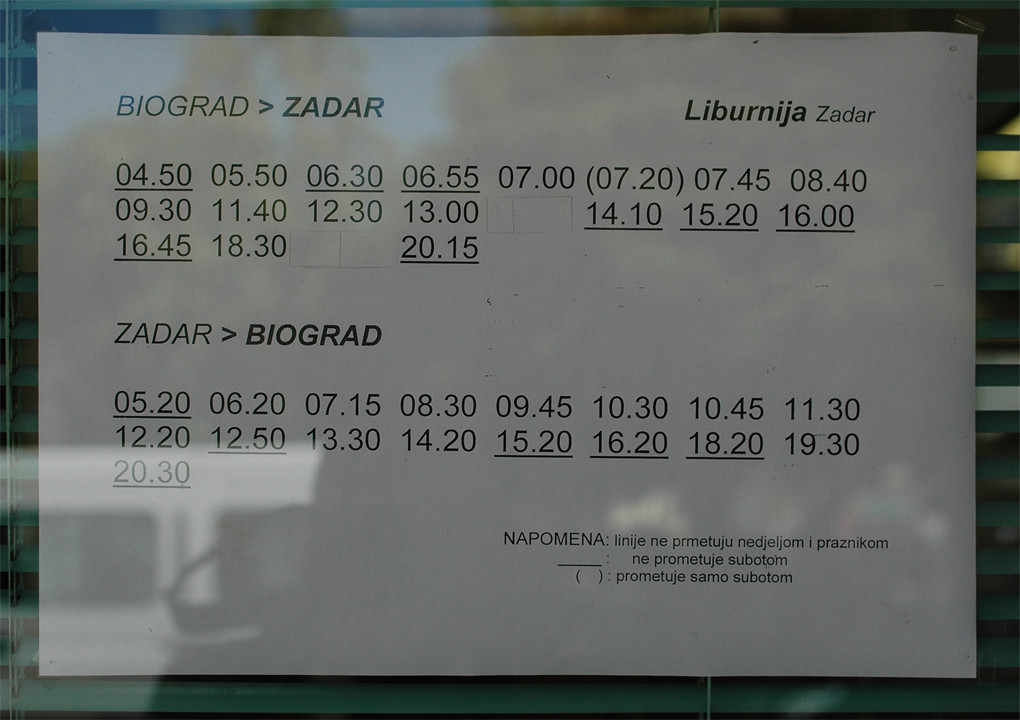 BIOGRAD > ZADAR
Liburnija Zadar
04.50 05.50 06.30 06.55 07.00 (07.20) 07.45 08.40
09.30 11.40 12.30 13.00 14.10 15.20 16.00
16.45 18.30 20.15
ZADAR > BIOGRAD
05.20 06.20 07.15 08.30 09.45 10.30 10.45 11.30
12.20 12.50 13.30 14.20 15.20 16.20 18.20 19.30
20.30
NAPOMENA: linije ne prmetuju nedjeljom i praznikom
_____ : ne prometuje subotom
( ) : prometuje samo subotom